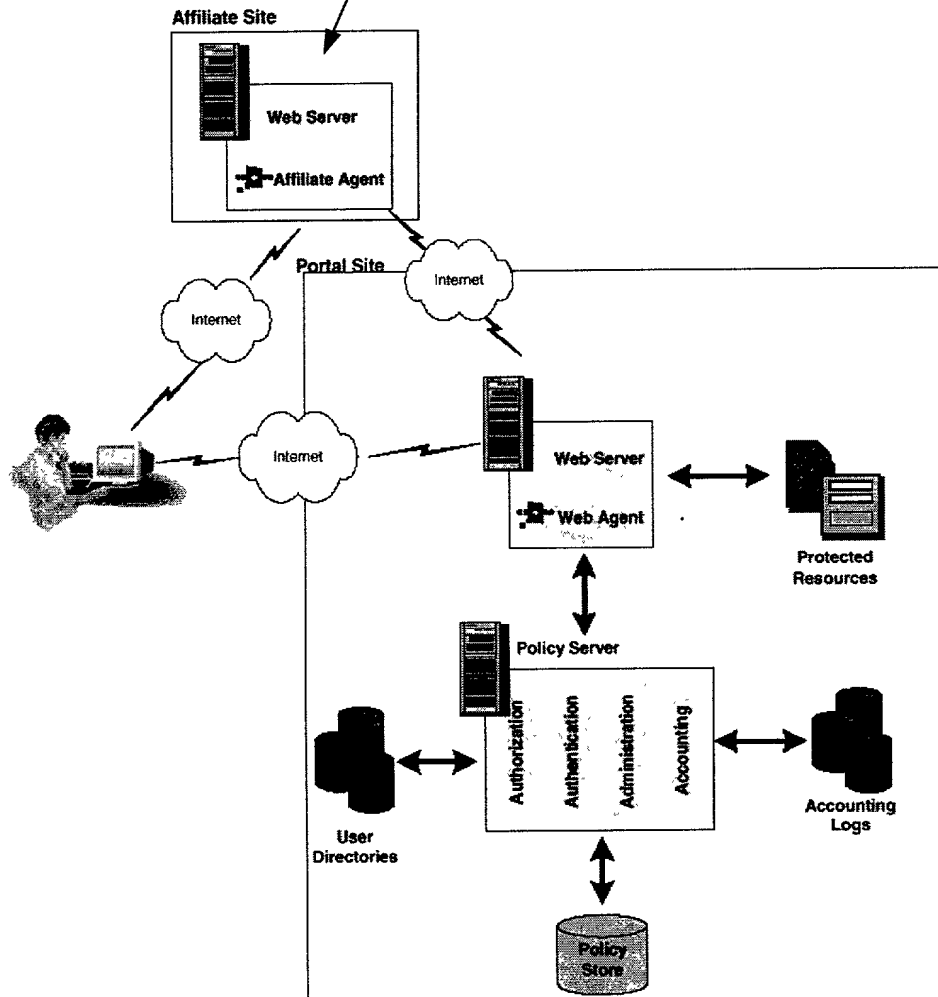 Affiliate Site
Web Server
Affiliate Agent
Portal Site
Internet
Internet
Internet
Web Server
Web Agent
Protected
Resources
Policy Server
Authorization
Authentication
Administration
Accounting
User
Directories
Accounting
Logs
Policy
Store